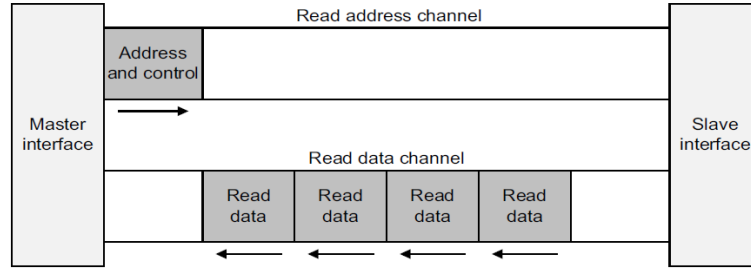 Read address channel
Address
and control
Master
interface
Slave
interface
Read data channel
Read
data
Read
data
Read
data
Read
data